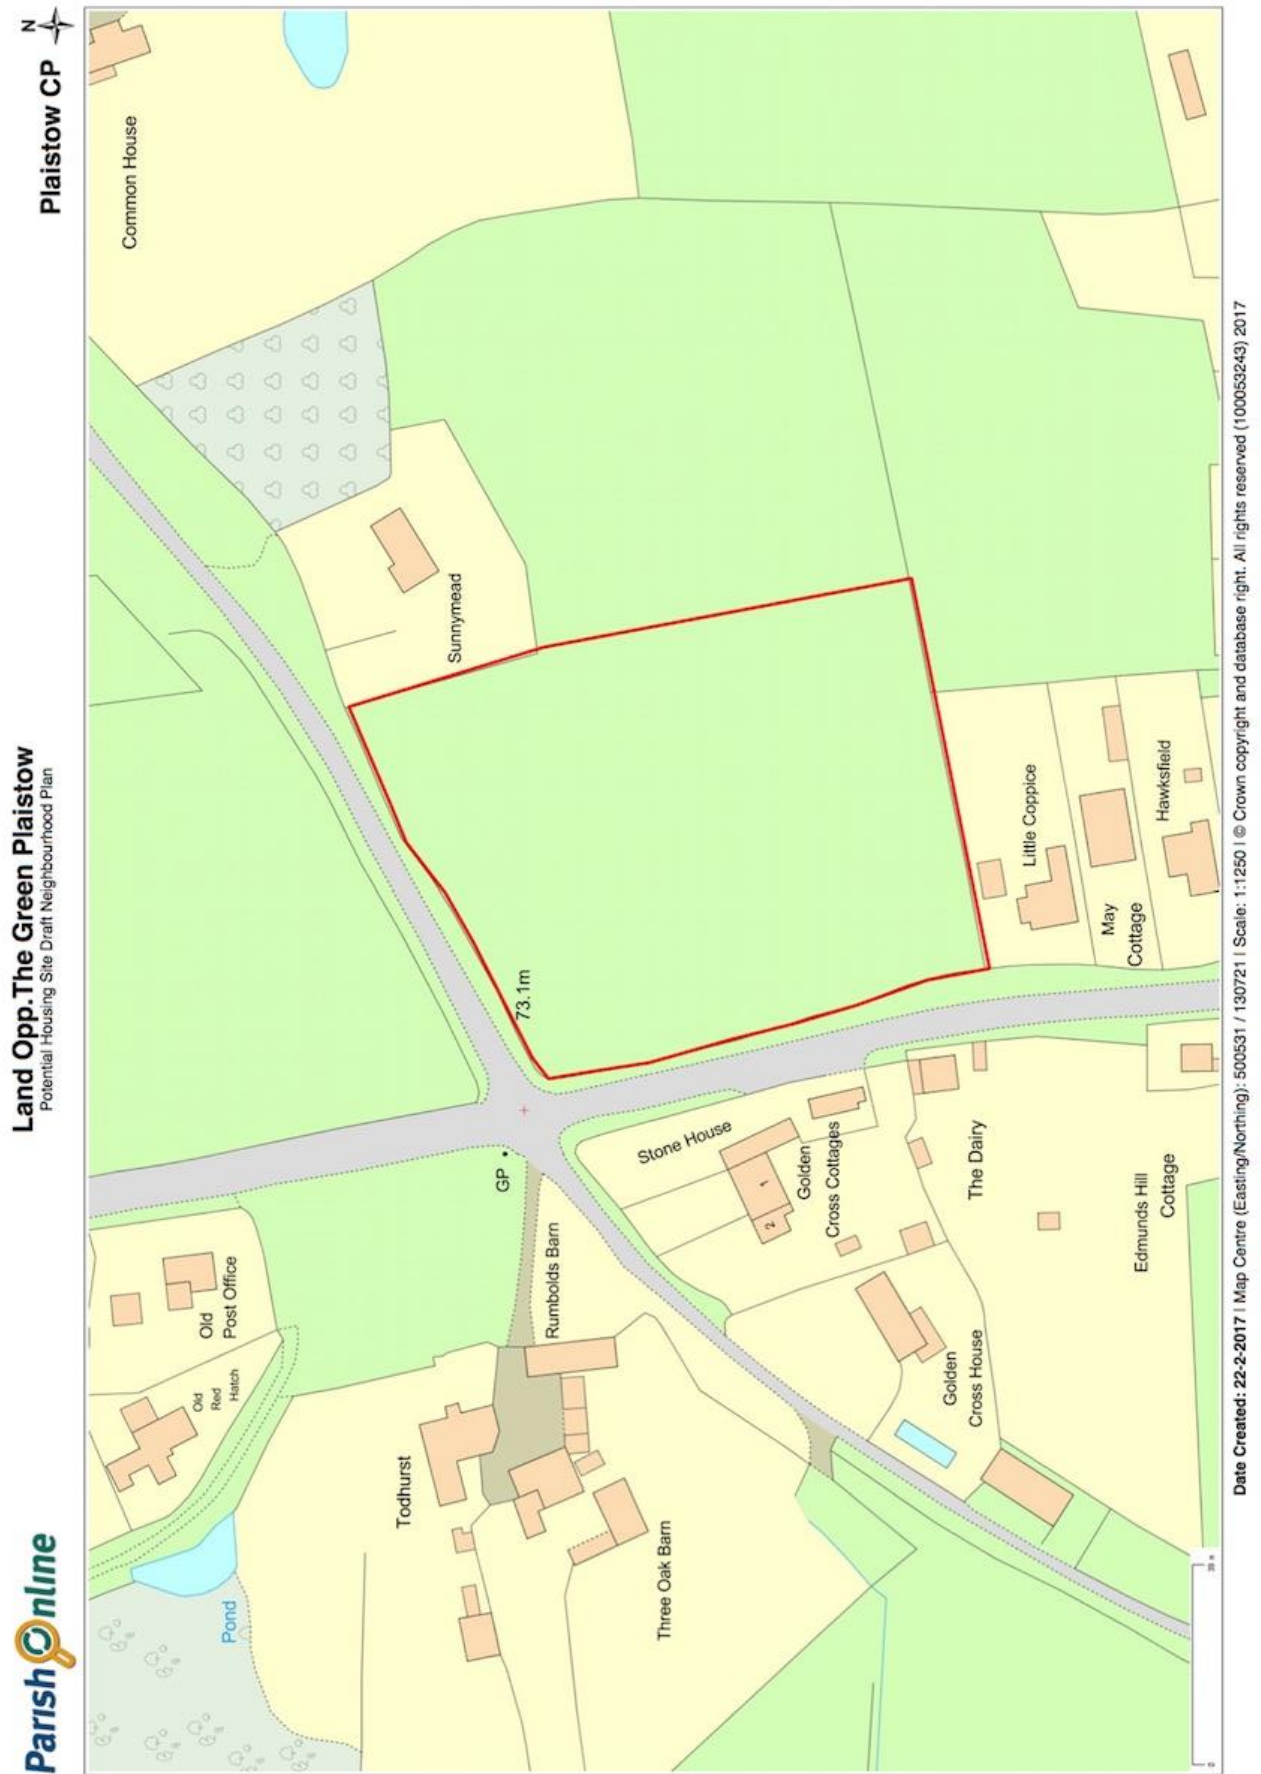 Parish Online
Land Opp.The Green Plaistow
Potential Housing Site Draft Neighbourhood Plan
Plaistow CP
N
Common House
Old
Post Office
Old
Red
Hatch
Pond
Todhurst
GP
73.1m
Sunnymead
Rumbolds Barn
Three Oak Barn
Stone House
1
2
Golden
Cross Cottages
Golden
Cross House
The Dairy
Little Coppice
May
Cottage
Hawksfield
Edmunds Hill
Cottage
0
Date Created: 22-2-2017 | Map Centre (Easting/Northing): 500531 / 130721 | Scale: 1:1250 | © Crown copyright and database right. All rights reserved (100053243) 2017